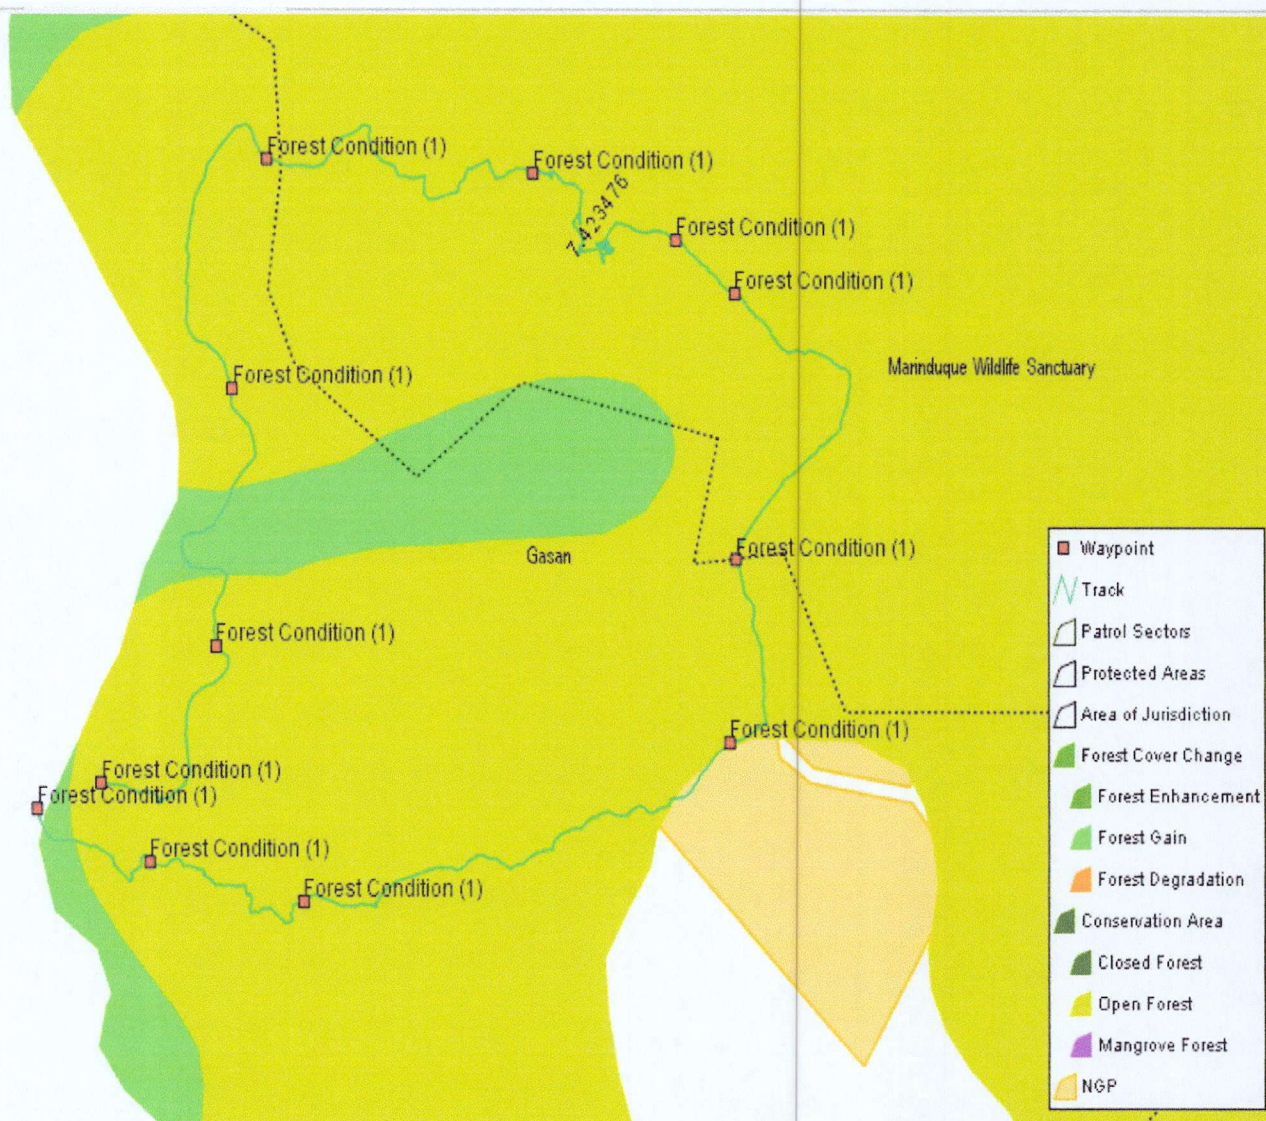 Forest Condition (1)
Forest Condition (1)
7.423476
Forest Condition (1)
Forest Condition (1)
Marinduque Wildlife Sanctuary
Forest Condition (1)
Forest Condition (1)
Gasan
Forest Condition (1)
Forest Condition (1)
Forest Condition (1)
Forest Condition (1)
Forest Condition (1)
Forest Condition (1)
Waypoint
Track
Patrol Sectors
Protected Areas
Area of Jurisdiction
Forest Cover Change
Forest Enhancement
Forest Gain
Forest Degradation
Conservation Area
Closed Forest
Open Forest
Mangrove Forest
NGP